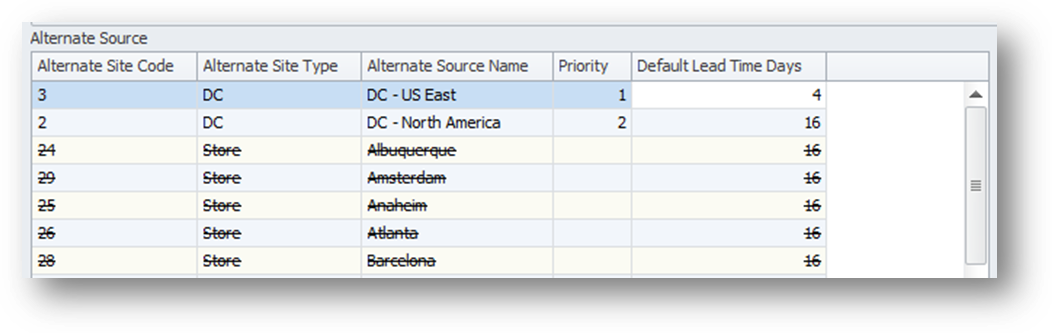 Alternate Source
Alternate Site Code Alternate Site Type Alternate Source Name Priority Default Lead Time Days
3 DC DC - US East 1 4
2 DC DC - North America 2 16
24 Store Albuquerque 16
29 Store Amsterdam 16
25 Store Anaheim 16
26 Store Atlanta 16
28 Store Barcelona 16